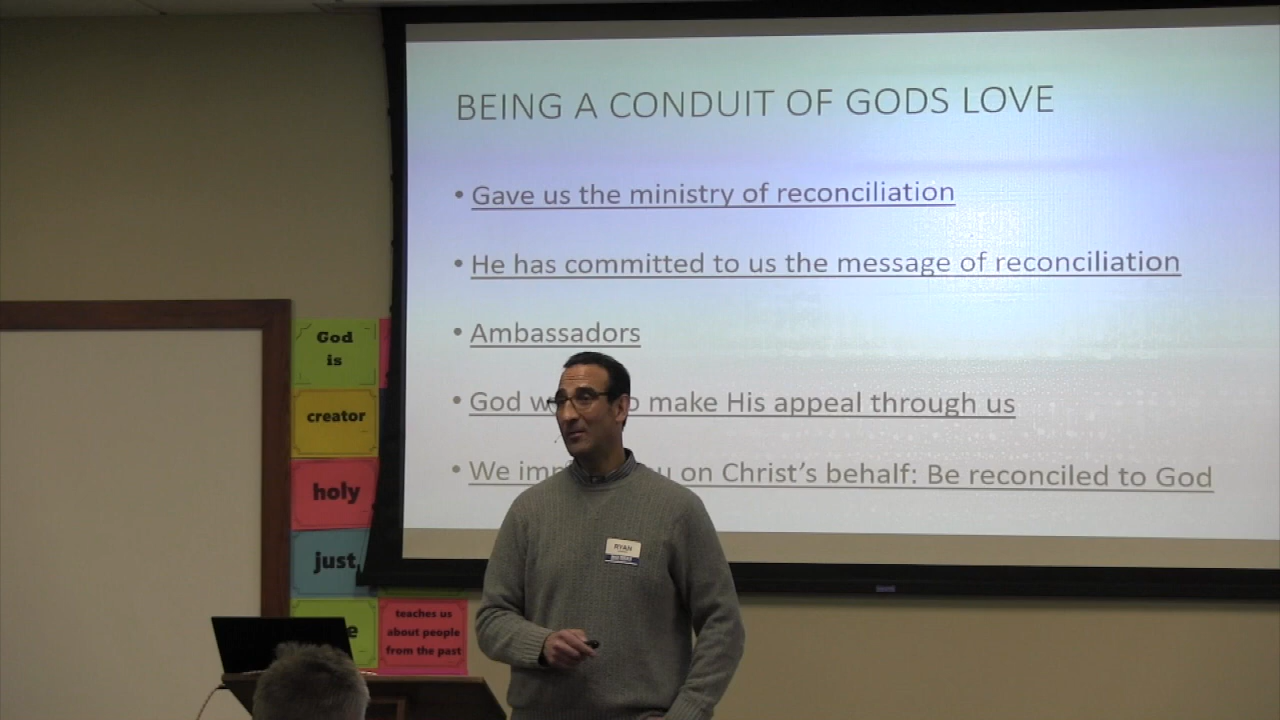 BEING A CONDUIT OF GODS LOVE
• Gave us the ministry of reconciliation
• He has committed to us the message of reconciliation
• Ambassadors
• God make His appeal through us
• We on Christ's behalf: Be reconciled to God
God
is
creator
holy
just
teaches us
about people
from the past
RYAN